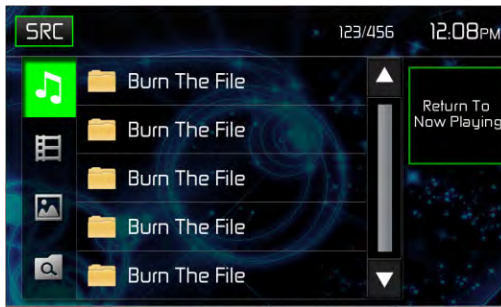 SRC
123/456
12:08PM
Burn The File
Burn The File
Burn The File
Burn The File
Burn The File
Return To
Now Playing